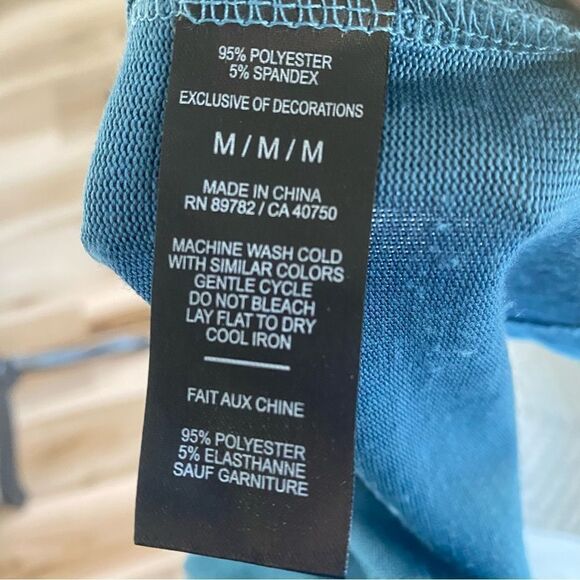 95% POLYESTER
5% SPANDEX
EXCLUSIVE OF DECORATIONS
M / M / M
MADE IN CHINA
RN 89782 / CA 40750
MACHINE WASH COLD
WITH SIMILAR COLORS
GENTLE CYCLE
DO NOT BLEACH
LAY FLAT TO DRY
COOL IRON
FAIT AUX CHINE
95% POLYESTER
5% ELASTHANNE
SAUF GARNITURE